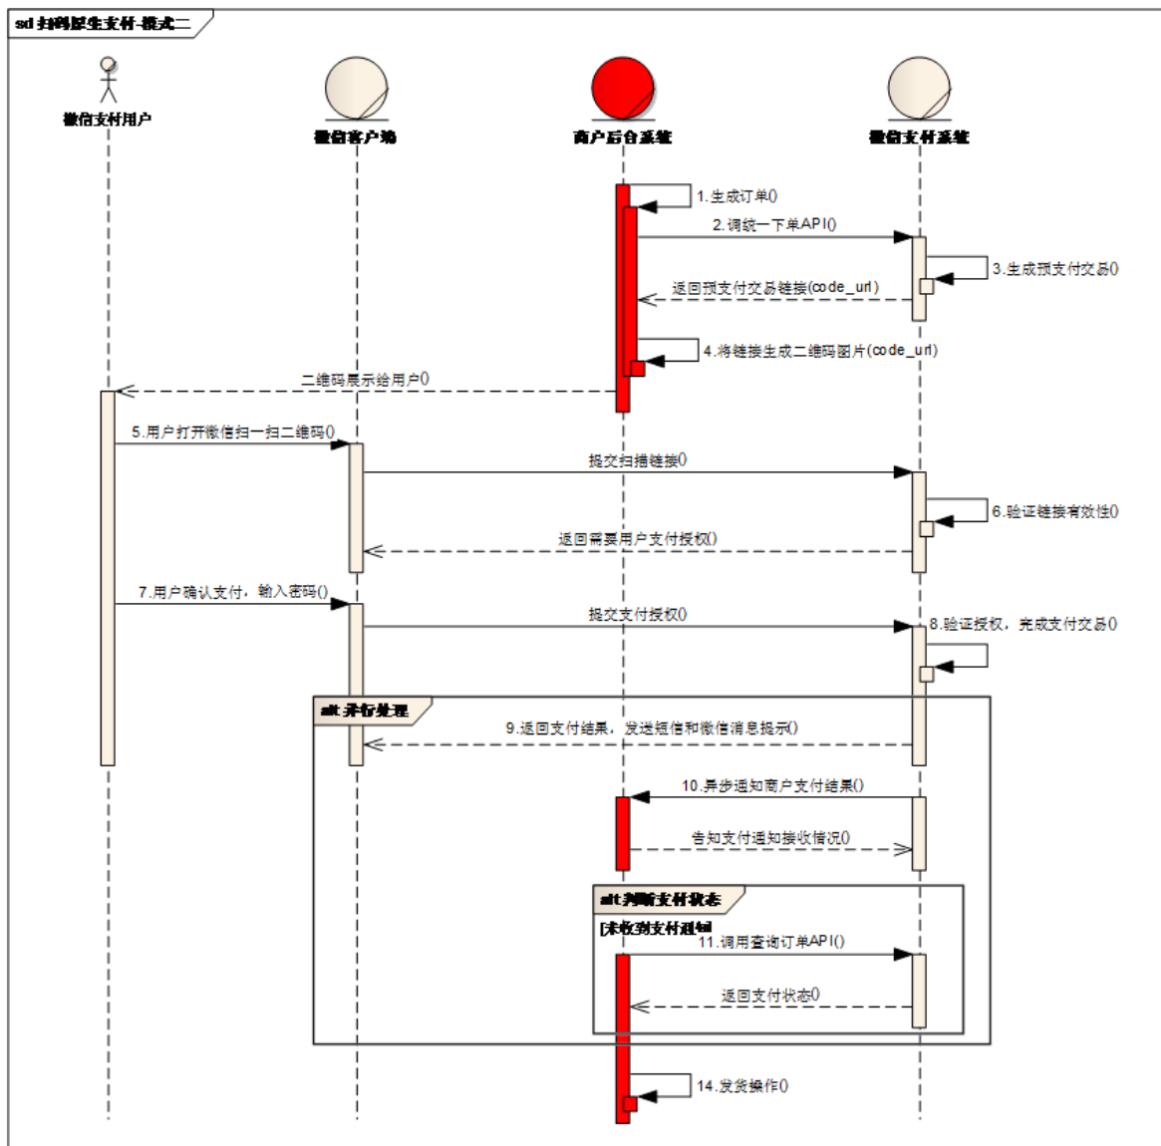 sd 扫码原生支付-模式二
微信支付用户
微信客户端
商户后台系统
微信支付系统
1.生成订单()
2.调统一下单API()
3.生成预支付交易()
返回预支付交易链接(code_url)
4.将链接生成二维码图片(code_url)
二维码展示给用户()
5.用户打开微信扫一扫二维码()
提交扫描链接()
6.验证链接有效性()
返回需要用户支付授权()
7.用户确认支付，输入密码()
提交支付授权()
8.验证授权，完成支付交易()
alt 并行处理
9.返回支付结果，发送短信和微信消息提示()
10.异步通知商户支付结果()
告知支付通知接收情况()
alt 判断支付状态
[未收到支付通知]
11.调用查询订单API()
返回支付状态()
14.发货操作()